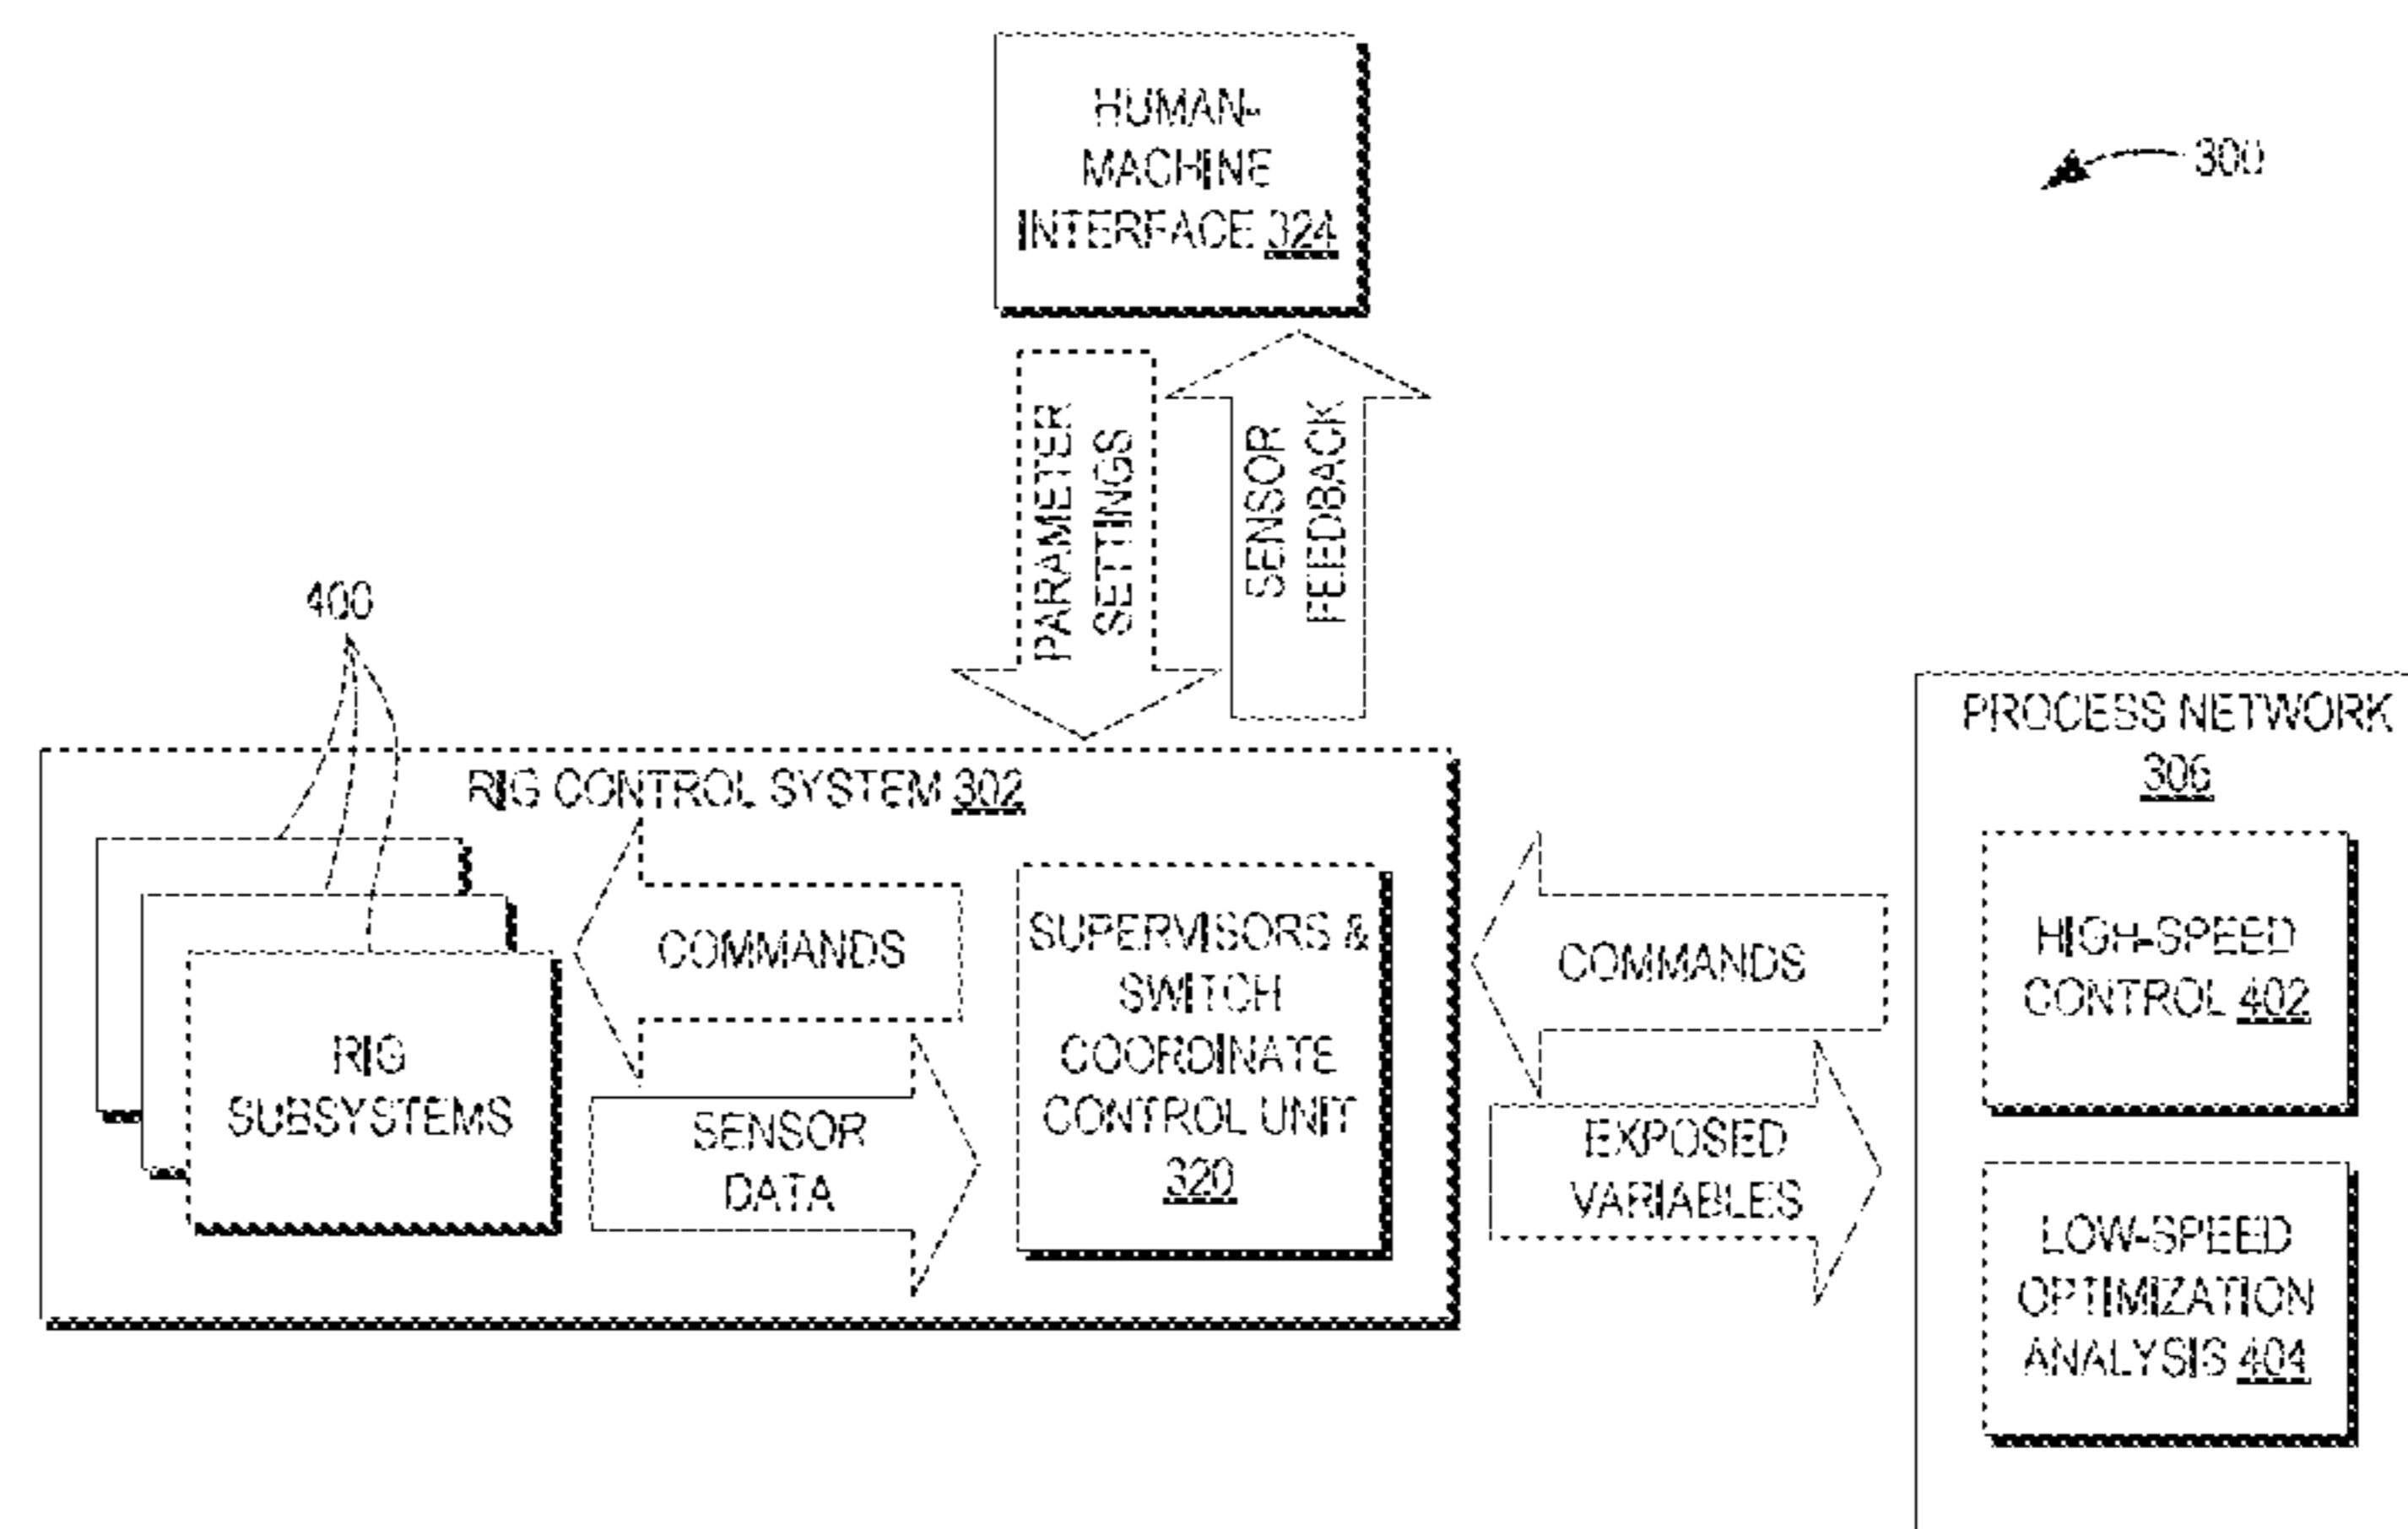 HUMAN-
MACHINE
INTERFACE 324
300
PARAMETER
SETTINGS
SENSOR
FEEDBACK
400
RIG CONTROL SYSTEM 302
RIG
SUBSYSTEMS
COMMANDS
SENSOR
DATA
SUPERVISORS &
SWITCH
COORDINATE
CONTROL UNIT
320
COMMANDS
EXPOSED
VARIABLES
PROCESS NETWORK
306
HIGH-SPEED
CONTROL 402
LOW-SPEED
OPTIMIZATION
ANALYSIS 404